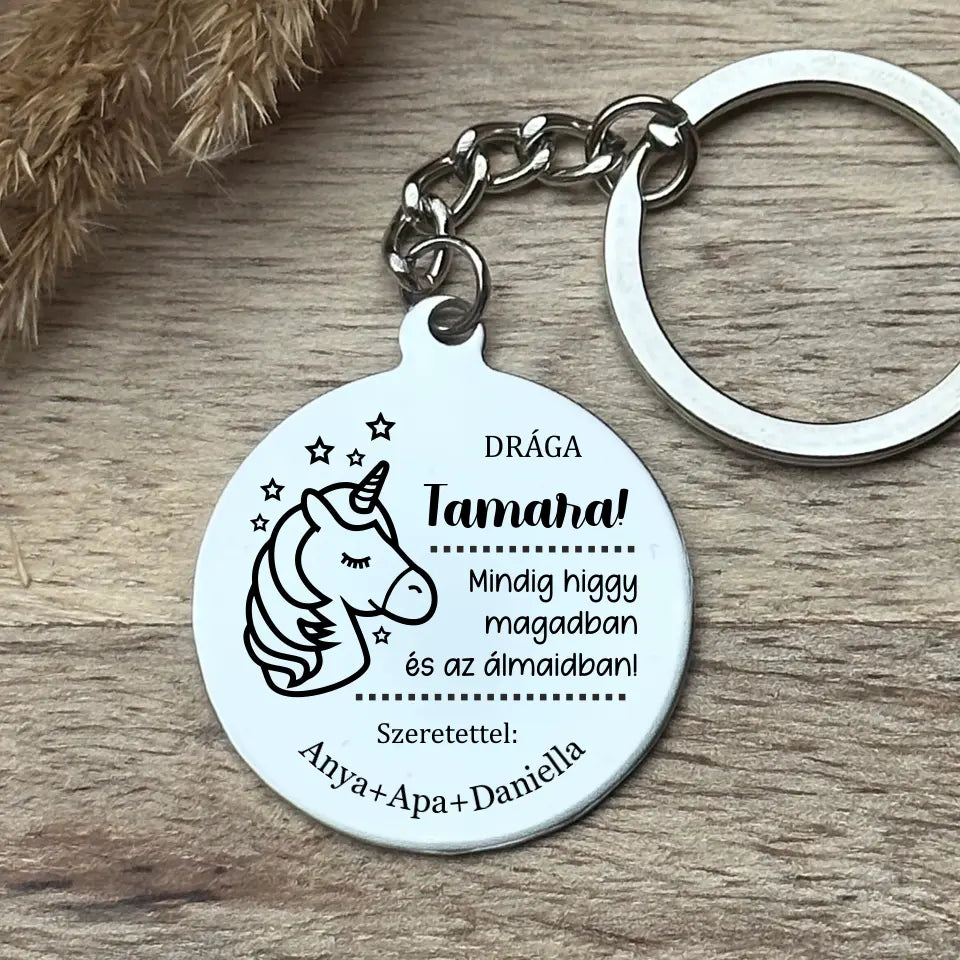 DRÁGA
Tamara!
Mindig higgy
magadban
és az álmaidban!
Szeretettel:
Anya+Apa+Daniella